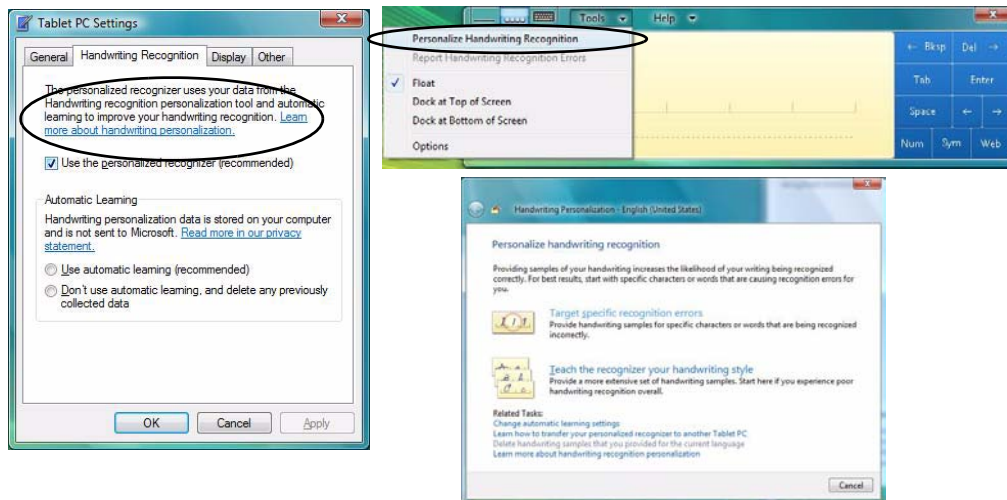 Tablet PC Settings
General
Handwriting Recognition
Display
Other
The personalized recognizer uses your data from the
Handwriting recognition personalization tool and automatic
learning to improve your handwriting recognition. Learn
more about handwriting personalization.
Use the personalized recognizer (recommended)
Automatic Learning
Handwriting personalization data is stored on your computer
and is not sent to Microsoft. Read more in our privacy
statement.
Use automatic learning (recommended)
Don't use automatic learning, and delete any previously
collected data
OK
Cancel
Apply
Tools
Help
Personalize Handwriting Recognition
Report Handwriting Recognition Errors
Float
Dock at Top of Screen
Dock at Bottom of Screen
Options
← Bksp Del →
Tab Enter
Space ← →
Num Sym Web
Handwriting Personalization - English (United States)
Personalize handwriting recognition
Providing samples of your handwriting increases the likelihood of your writing being recognized
correctly. For best results, start with specific characters or words that are causing recognition errors for
you.
Target specific recognition errors
Provide handwriting samples for specific characters or words that are being recognized
incorrectly.
Teach the recognizer your handwriting style
Provide a more extensive set of handwriting samples. Start here if you experience poor
handwriting recognition overall.
Related Tasks:
Change automatic learning settings
Learn how to transfer your personalized recognizer to another Tablet PC
Delete handwriting samples that you provided for the current language
Learn more about handwriting recognition personalization
Cancel